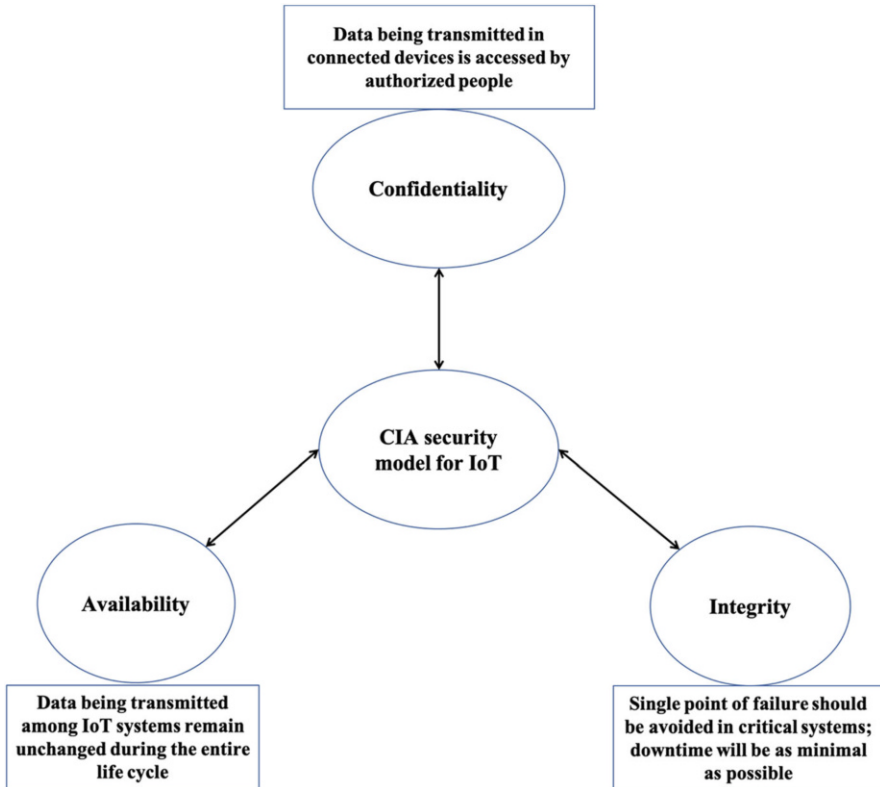 Data being transmitted in
connected devices is accessed by
authorized people
Confidentiality
CIA security
model for IoT
Availability
Integrity
Data being transmitted
among IoT systems remain
unchanged during the entire
life cycle
Single point of failure should
be avoided in critical systems;
downtime will be as minimal
as possible